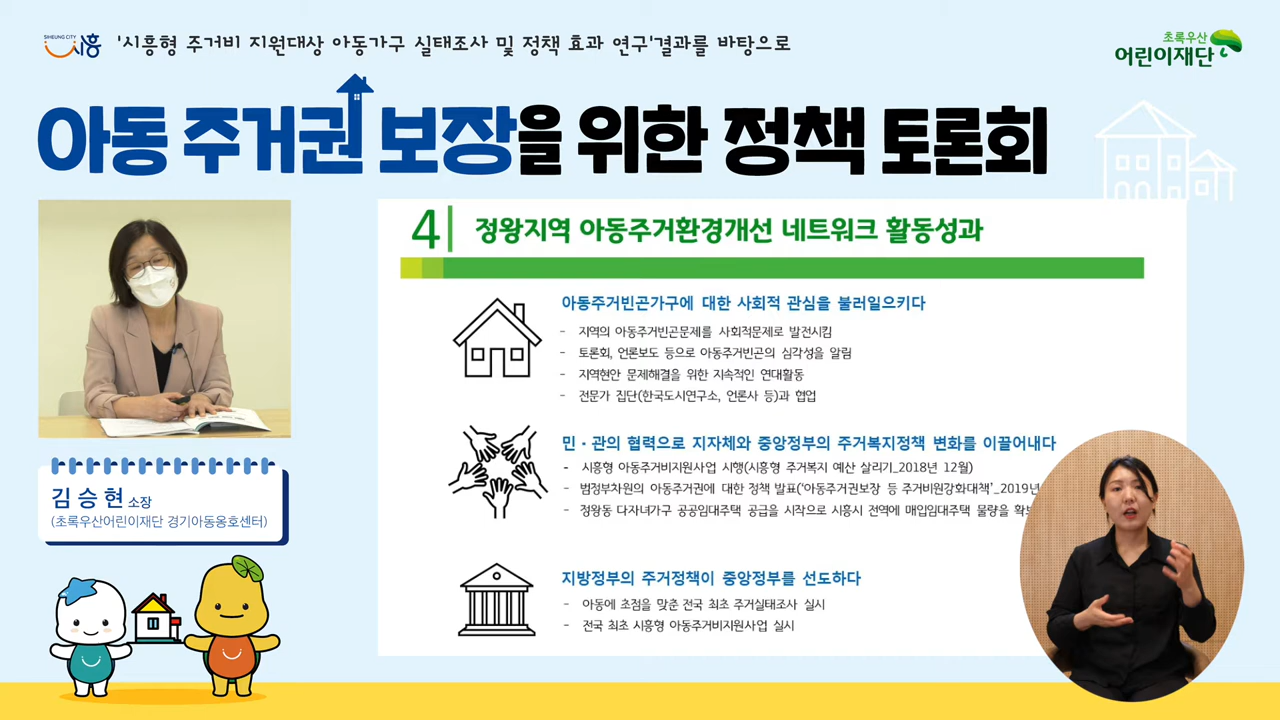 SIHEUNG CITY
시흥
'시흥형 주거비 지원대상 아동가구 실태조사 및 정책 효과 연구'결과를 바탕으로
초록우산
어린이재단
아동 주거권 보장을 위한 정책 토론회
4 정왕지역 아동주거환경개선 네트워크 활동성과
아동주거빈곤가구에 대한 사회적 관심을 불러일으키다
- 지역의 아동주거빈곤문제를 사회적문제로 발전시킴
- 토론회, 언론보도 등으로 아동주거빈곤의 심각성을 알림
- 지역현안 문제해결을 위한 지속적인 연대활동
- 전문가 집단(한국도시연구소, 언론사 등)과 협업
민·관의 협력으로 지자체와 중앙정부의 주거복지정책 변화를 이끌어내다
- 시흥형 아동주거비지원사업 시행(시흥형 주거복지 예산 살리기_2018년 12월)
- 범정부차원의 아동주거권에 대한 정책 발표('아동주거권보장 등 주거비원강화대책'_2019년
- 정왕동 다자녀가구 공공임대주택 공급을 시작으로 시흥시 전역에 매입임대주택 물량을 확보
지방정부의 주거정책이 중앙정부를 선도하다
- 아동에 초점을 맞춘 전국 최초 주거실태조사 실시
- 전국 최초 시흥형 아동주거비지원사업 실시
김승현 소장
(초록우산어린이재단 경기아동옹호센터)